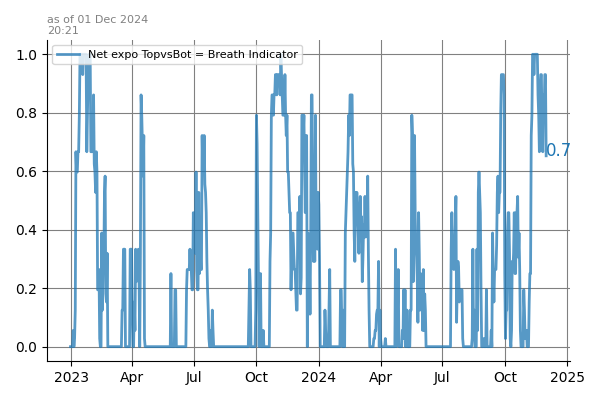 as of 01 Dec 2024
20:21
Net expo TopvsBot = Breath Indicator
1.0
0.8
0.6
0.4
0.2
0.0
0.7
2023 Apr Jul Oct 2024 Apr Jul Oct 2025